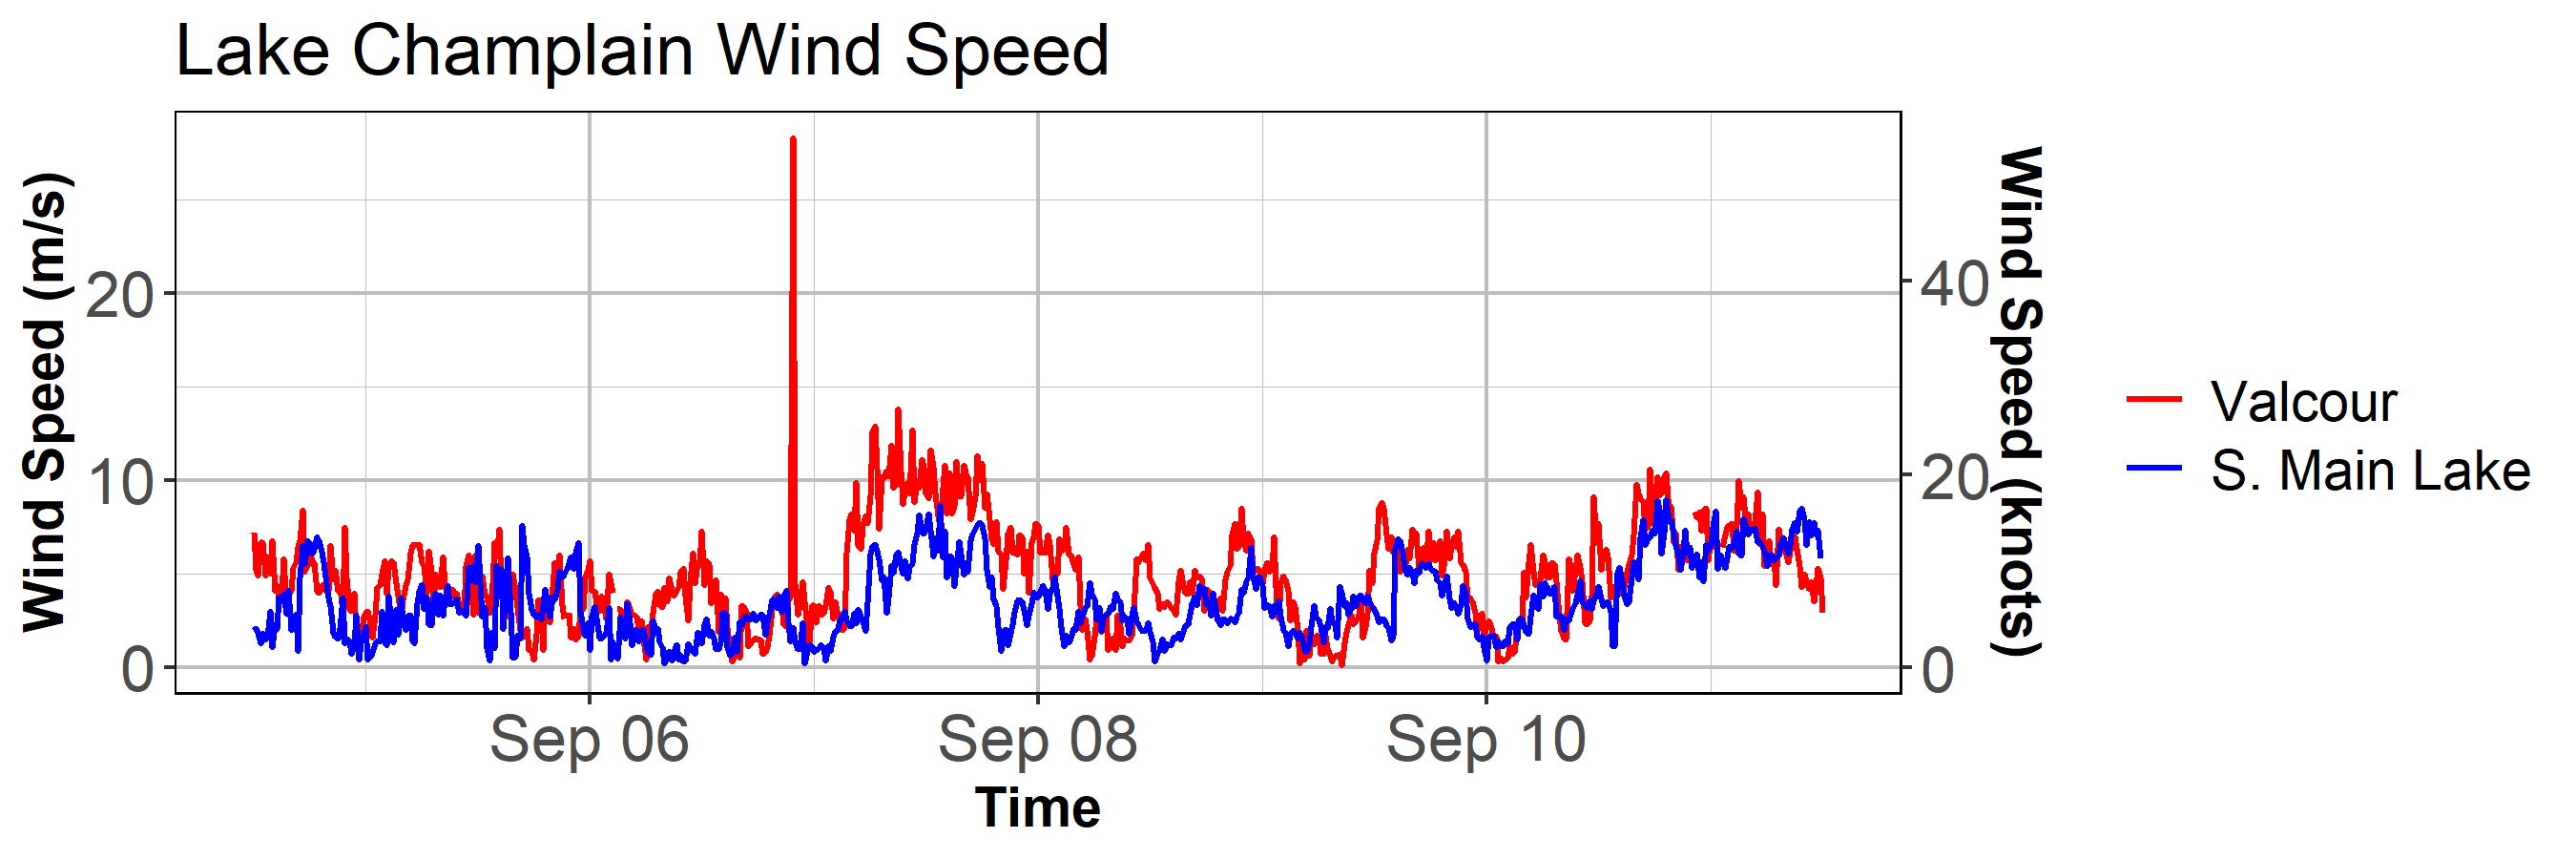 Lake Champlain Wind Speed
Wind Speed (m/s)
20
10
0
40
20
0
Wind Speed (knots)
Valcour
S. Main Lake
Sep 06
Sep 08
Sep 10
Time